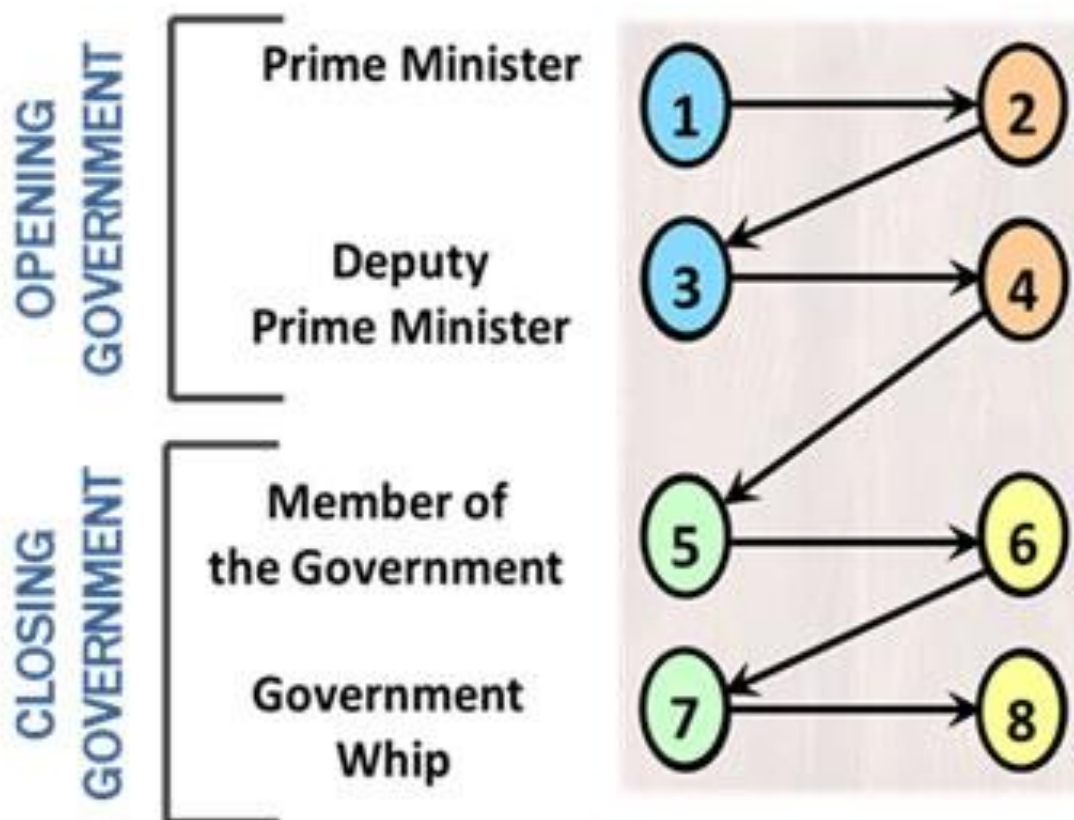 OPENING
GOVERNMENT
Prime Minister
1
2
Deputy
Prime Minister
3
4
CLOSING
GOVERNMENT
Member of
the Government
5
6
Government
Whip
7
8